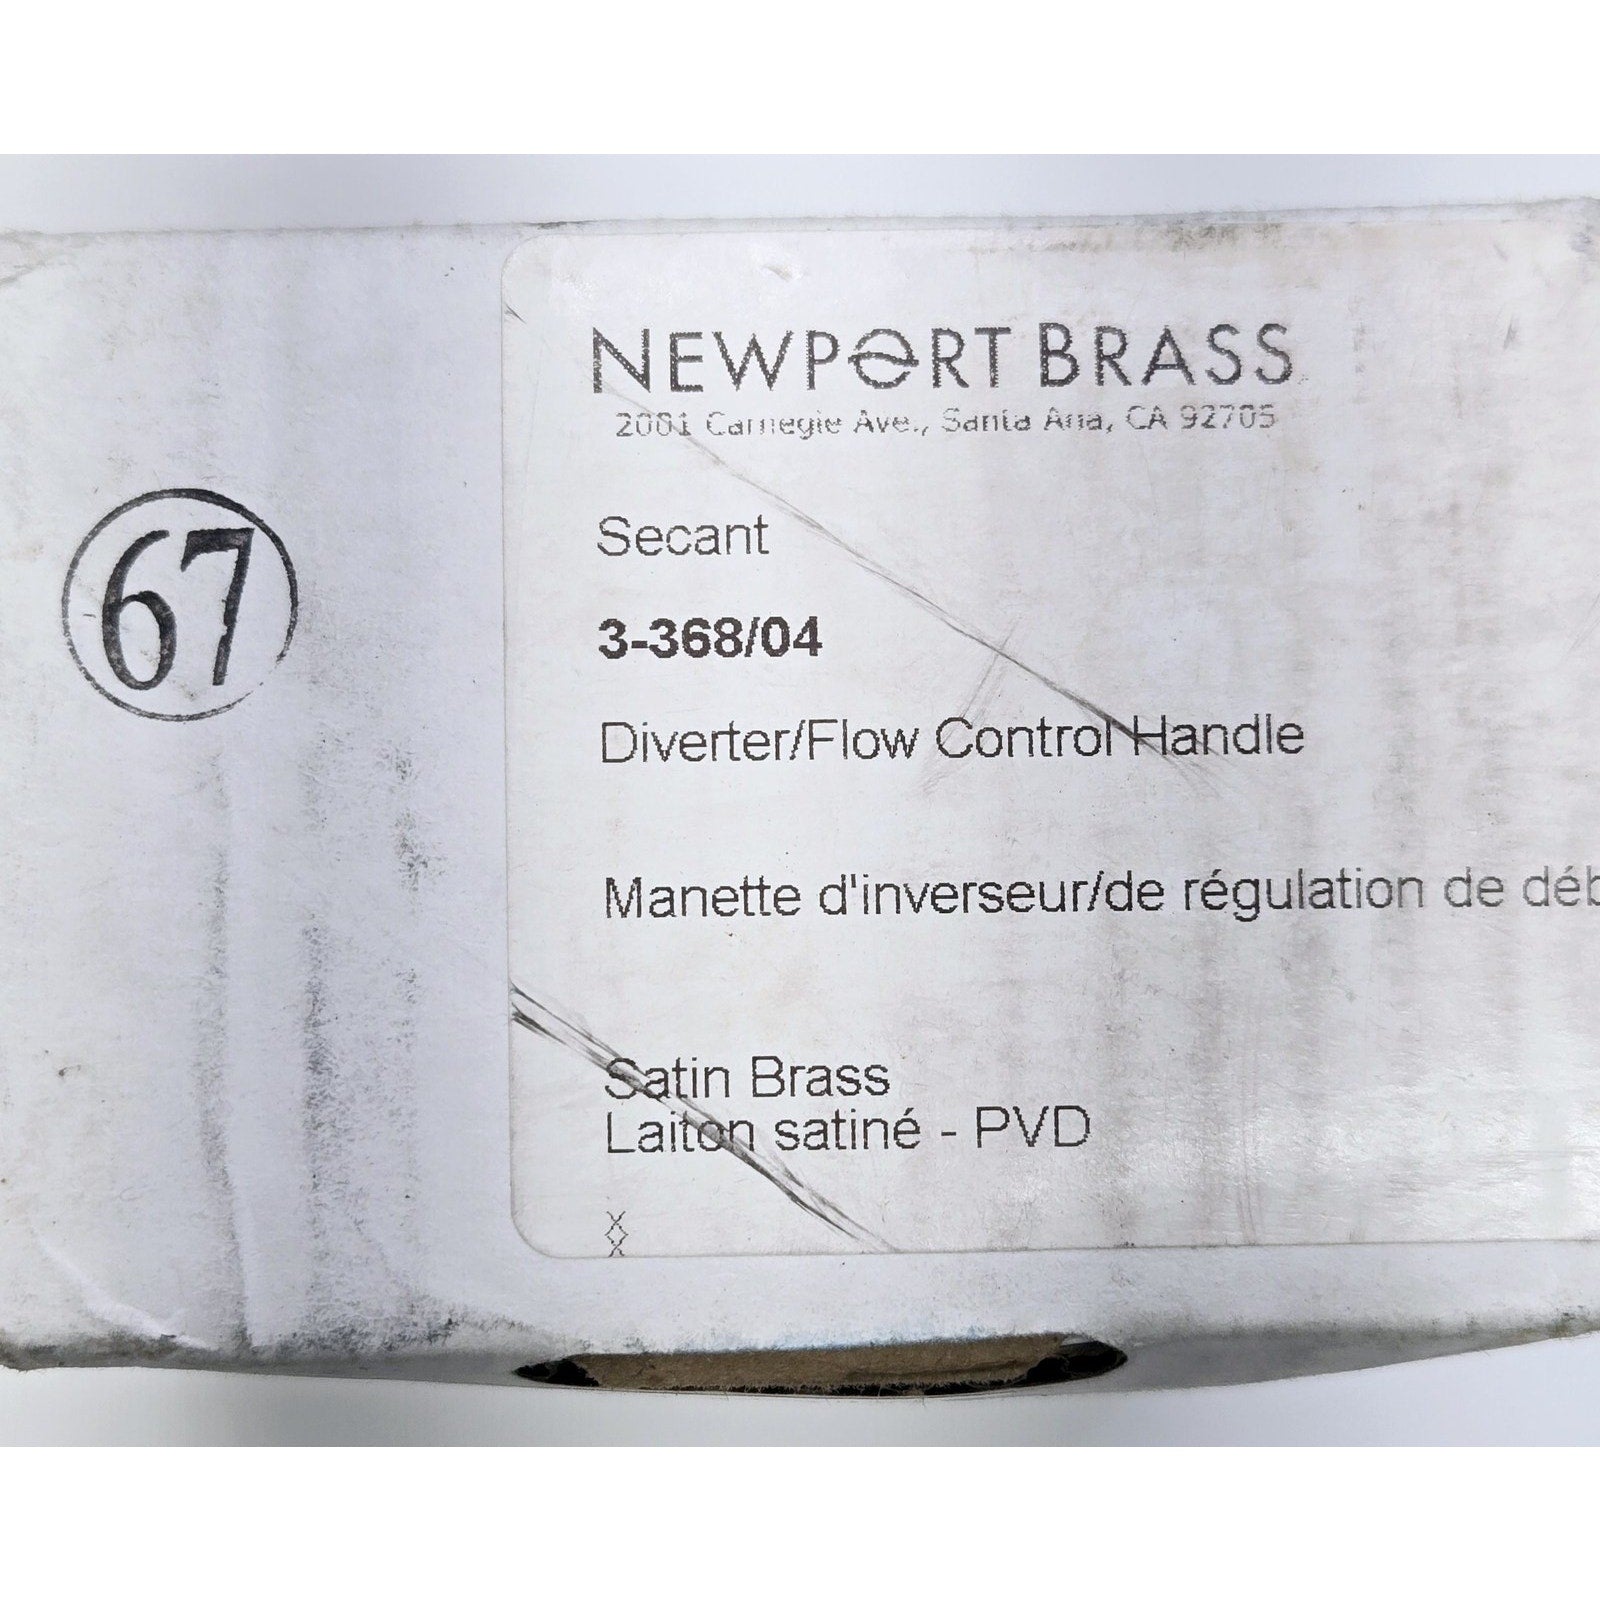 67
NEWPORT BRASS
2001 Carnegie Ave., Santa Ana, CA 92705
Secant
3-368/04
Diverter/Flow Control Handle
Manette d'inverseur/de régulation de déb
Satin Brass
Laiton satiné - PVD